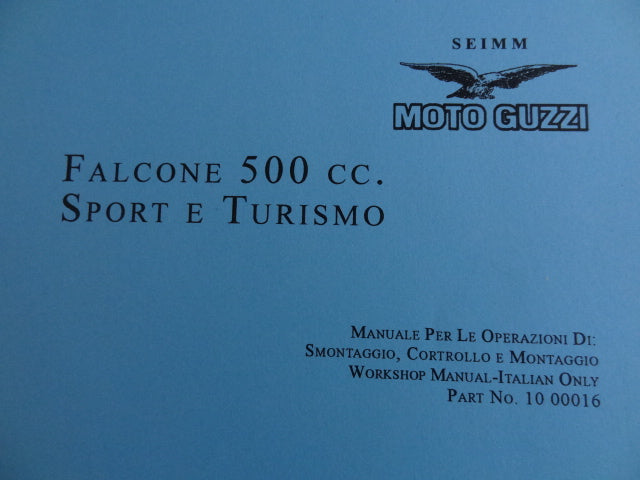 SEIMM
MOTO GUZZI
FALCONE 500 CC.
SPORT E TURISMO
MANUALE PER LE OPERAZIONI DI:
SMONTAGGIO, CORTROLLO E MONTAGGIO
WORKSHOP MANUAL-ITALIAN ONLY
PART NO. 10 00016